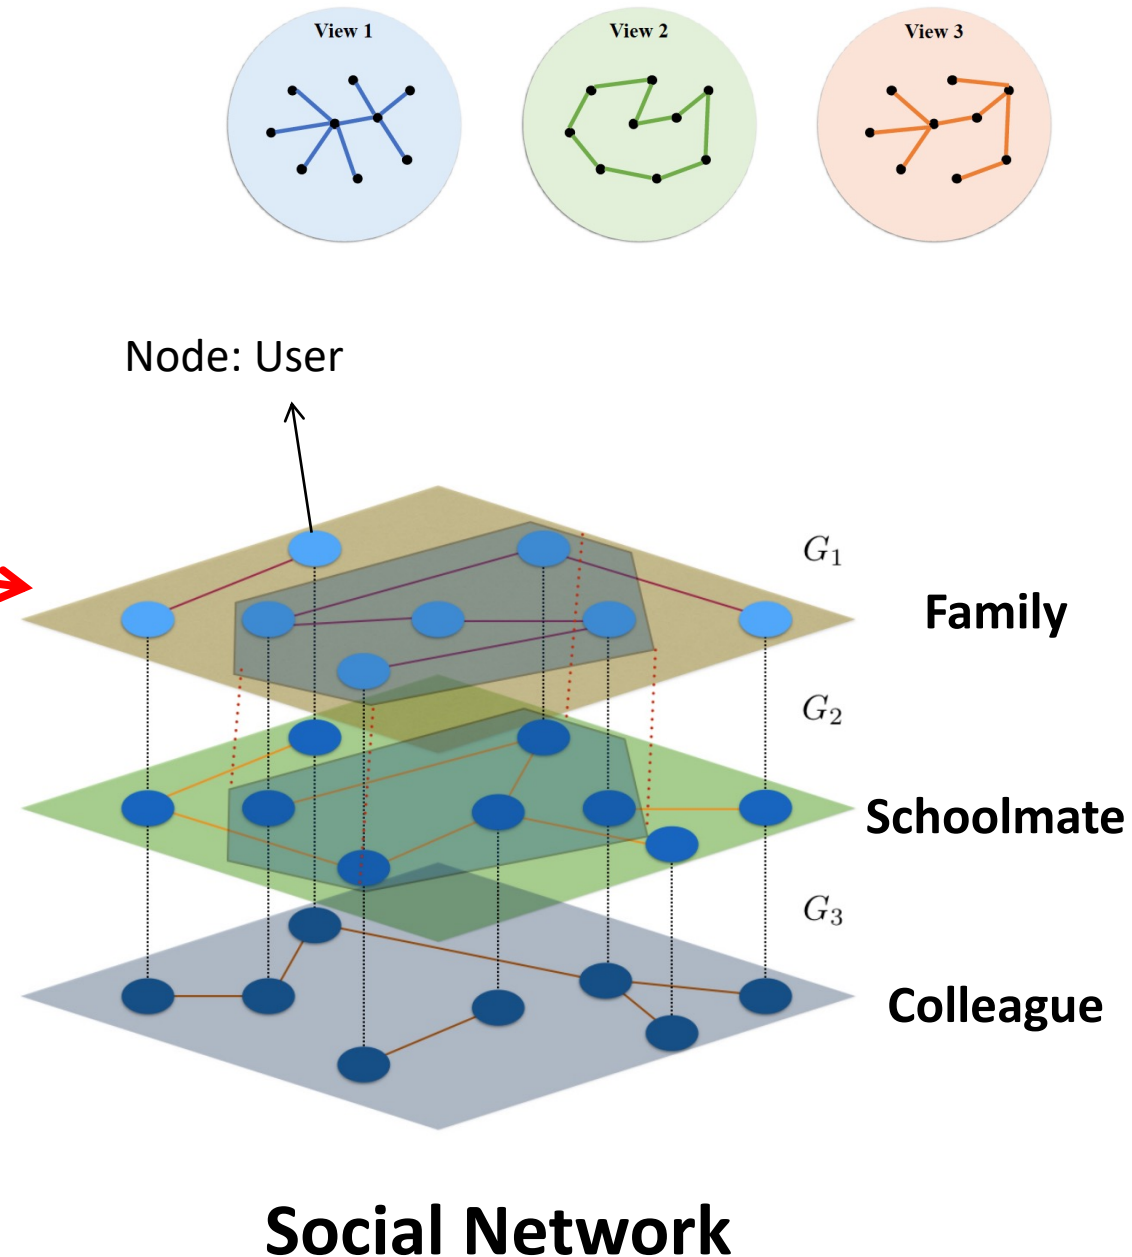 View 1
View 2
View 3
Node: User
G₁
Family
G₂
Schoolmate
G₃
Colleague
Social Network